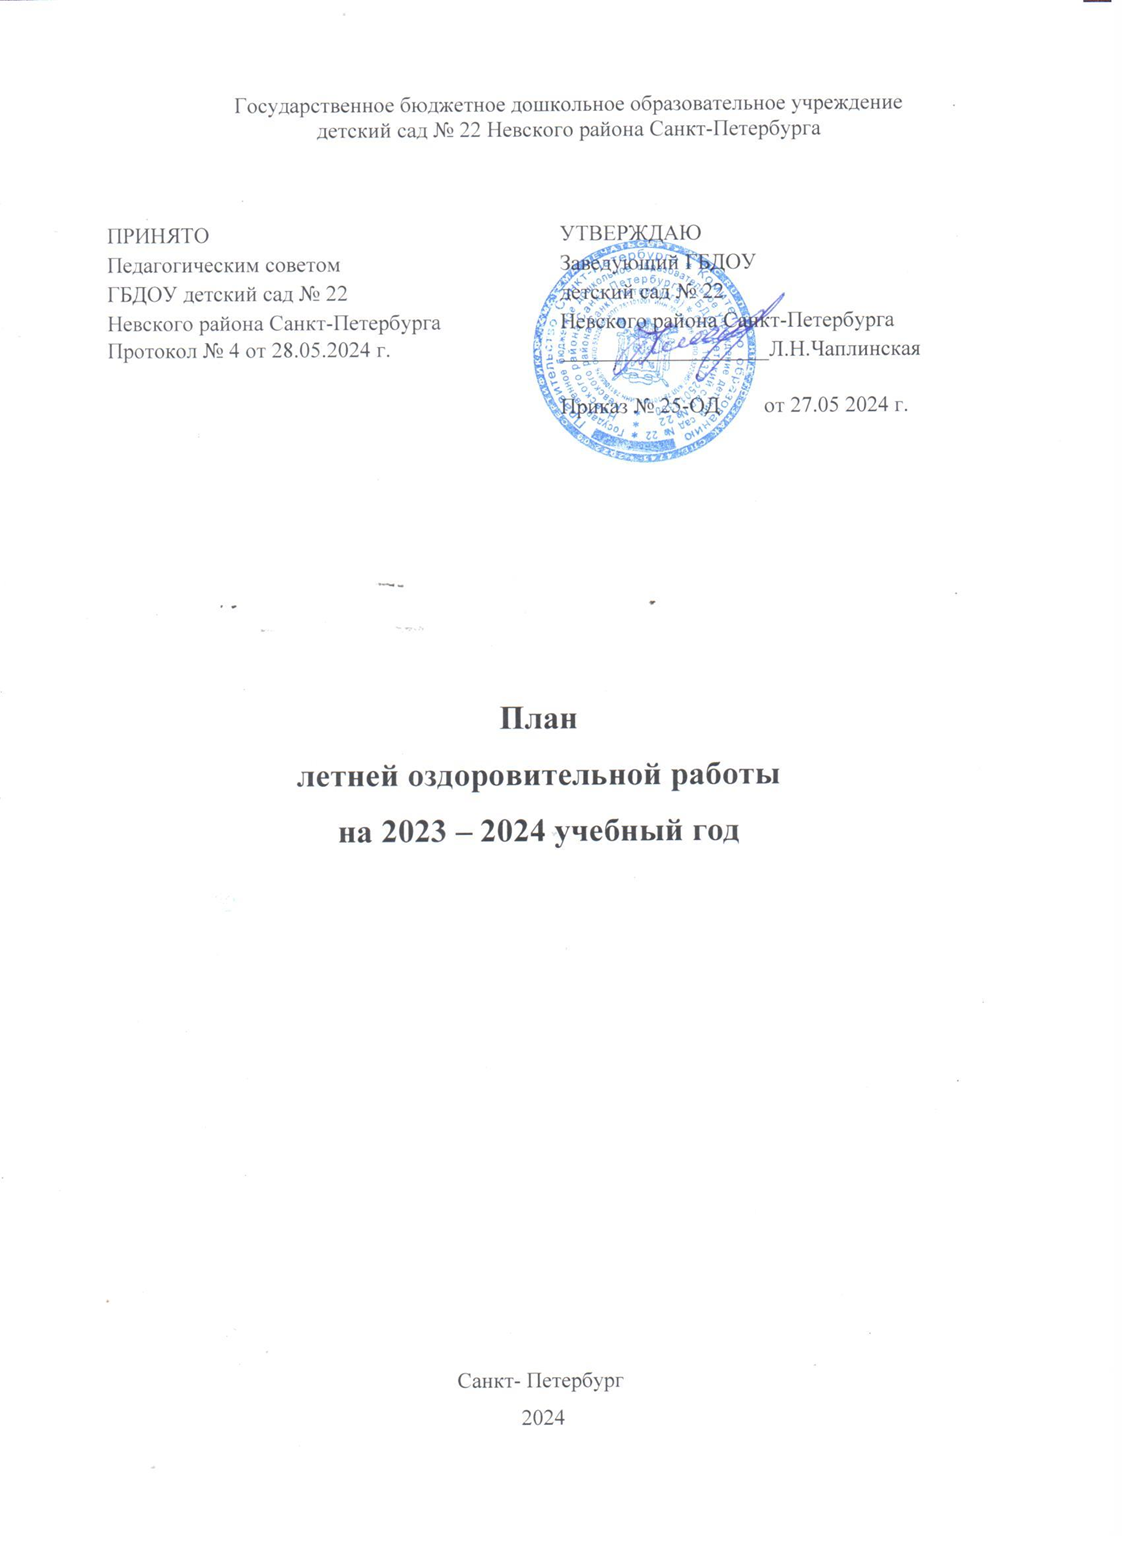 Государственное бюджетное дошкольное образовательное учреждение
детский сад № 22 Невского района Санкт-Петербурга
ПРИНЯТО
Педагогическим советом
ГБДОУ детский сад № 22
Невского района Санкт-Петербурга
Протокол № 4 от 28.05.2024 г.
УТВЕРЖДАЮ
Заведующий ГБДОУ
детский сад № 22
Невского района Санкт-Петербурга
Л.Н.Чаплинская
Приказ № 25-ОД от 27.05 2024 г.
План
летней оздоровительной работы
на 2023 – 2024 учебный год
Санкт- Петербург
2024